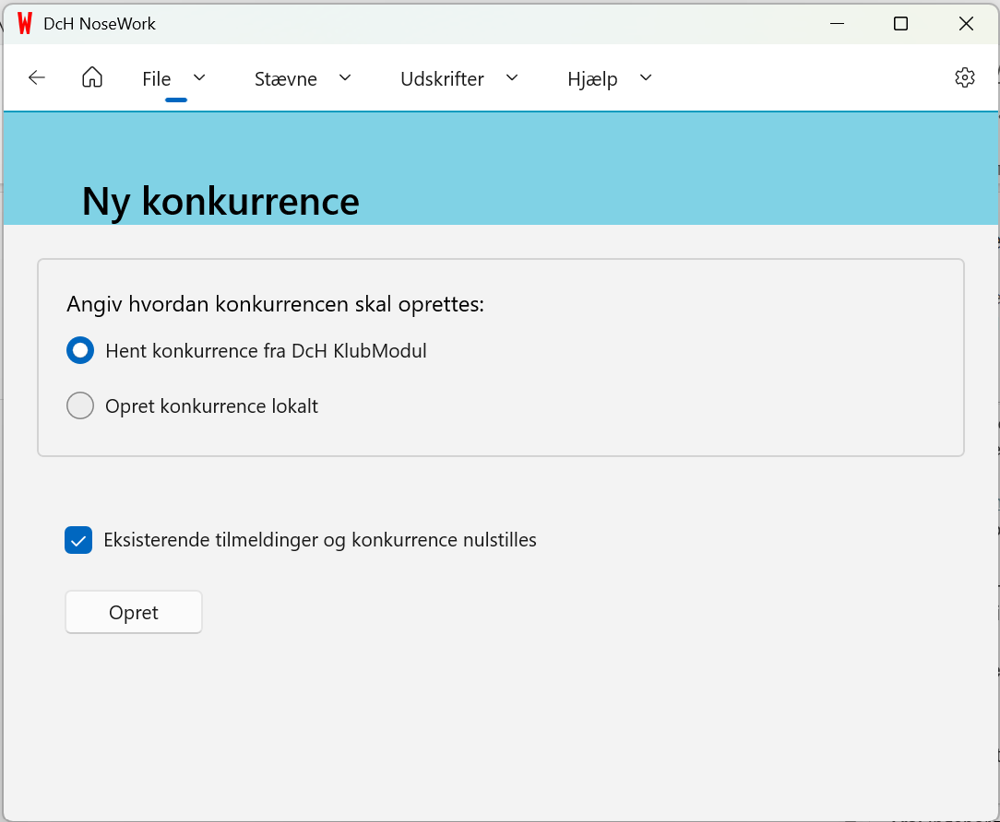 DcH NoseWork
File Stævne Udskrifter Hjælp
Ny konkurrence
Angiv hvordan konkurrencen skal oprettes:
Hent konkurrence fra DcH KlubModul
Opret konkurrence lokalt
Eksisterende tilmeldinger og konkurrence nulstilles
Opret